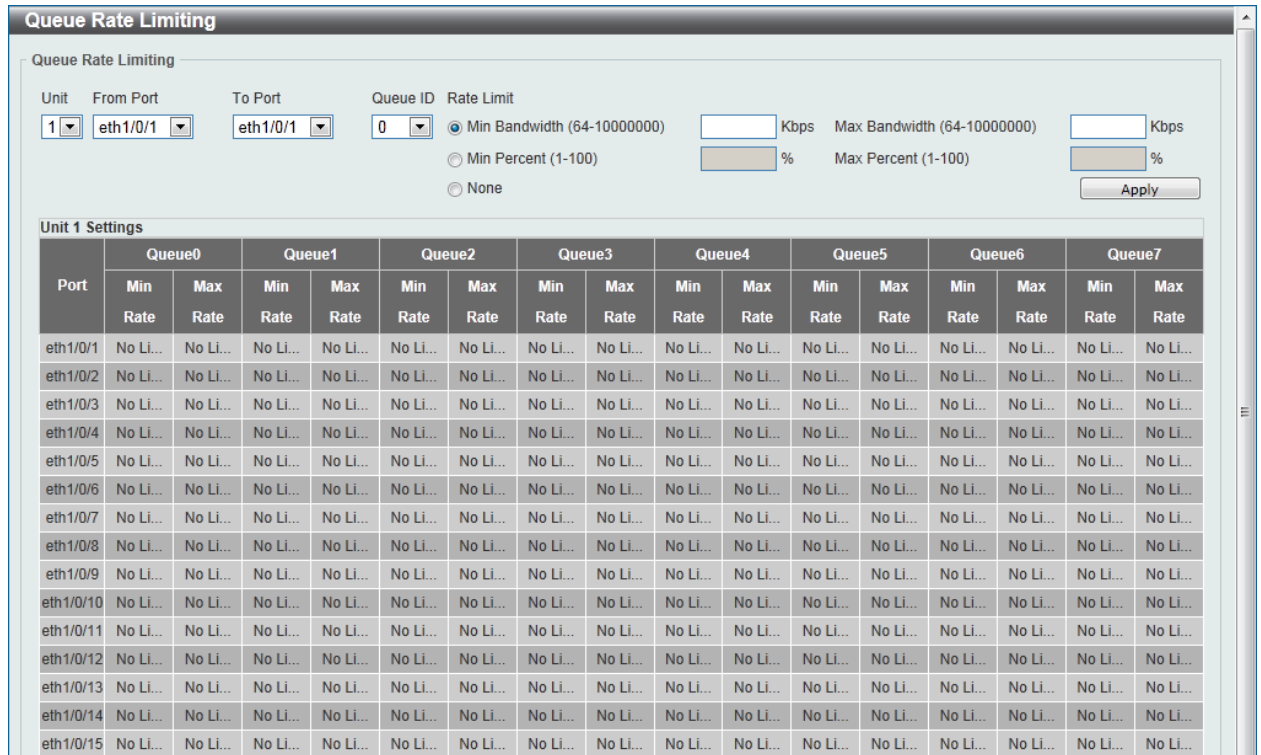 Queue Rate Limiting
Queue Rate Limiting
Unit From Port To Port Queue ID Rate Limit
1 eth1/0/1 eth1/0/1 0 Min Bandwidth (64-10000000) Kbps Max Bandwidth (64-10000000) Kbps
Min Percent (1-100) % Max Percent (1-100) %
None Apply
Unit 1 Settings
Port Queue0 Queue1 Queue2 Queue3 Queue4 Queue5 Queue6 Queue7
Min Rate Max Rate Min Rate Max Rate Min Rate Max Rate Min Rate Max Rate Min Rate Max Rate Min Rate Max Rate Min Rate Max Rate Min Rate Max Rate
eth1/0/1 No Li... No Li... No Li... No Li... No Li... No Li... No Li... No Li... No Li... No Li... No Li... No Li... No Li... No Li... No Li... No Li...
eth1/0/2 No Li... No Li... No Li... No Li... No Li... No Li... No Li... No Li... No Li... No Li... No Li... No Li... No Li... No Li... No Li... No Li...
eth1/0/3 No Li... No Li... No Li... No Li... No Li... No Li... No Li... No Li... No Li... No Li... No Li... No Li... No Li... No Li... No Li... No Li...
eth1/0/4 No Li... No Li... No Li... No Li... No Li... No Li... No Li... No Li... No Li... No Li... No Li... No Li... No Li... No Li... No Li... No Li...
eth1/0/5 No Li... No Li... No Li... No Li... No Li... No Li... No Li... No Li... No Li... No Li... No Li... No Li... No Li... No Li... No Li... No Li...
eth1/0/6 No Li... No Li... No Li... No Li... No Li... No Li... No Li... No Li... No Li... No Li... No Li... No Li... No Li... No Li... No Li... No Li...
eth1/0/7 No Li... No Li... No Li... No Li... No Li... No Li... No Li... No Li... No Li... No Li... No Li... No Li... No Li... No Li... No Li... No Li...
eth1/0/8 No Li... No Li... No Li... No Li... No Li... No Li... No Li... No Li... No Li... No Li... No Li... No Li... No Li... No Li... No Li... No Li...
eth1/0/9 No Li... No Li... No Li... No Li... No Li... No Li... No Li... No Li... No Li... No Li... No Li... No Li... No Li... No Li... No Li... No Li...
eth1/0/10 No Li... No Li... No Li... No Li... No Li... No Li... No Li... No Li... No Li... No Li... No Li... No Li... No Li... No Li... No Li... No Li...
eth1/0/11 No Li... No Li... No Li... No Li... No Li... No Li... No Li... No Li... No Li... No Li... No Li... No Li... No Li... No Li... No Li... No Li...
eth1/0/12 No Li... No Li... No Li... No Li... No Li... No Li... No Li... No Li... No Li... No Li... No Li... No Li... No Li... No Li... No Li... No Li...
eth1/0/13 No Li... No Li... No Li... No Li... No Li... No Li... No Li... No Li... No Li... No Li... No Li... No Li... No Li... No Li... No Li... No Li...
eth1/0/14 No Li... No Li... No Li... No Li... No Li... No Li... No Li... No Li... No Li... No Li... No Li... No Li... No Li... No Li... No Li... No Li...
eth1/0/15 No Li... No Li... No Li... No Li... No Li... No Li... No Li... No Li... No Li... No Li... No Li... No Li... No Li... No Li... No Li... No Li...